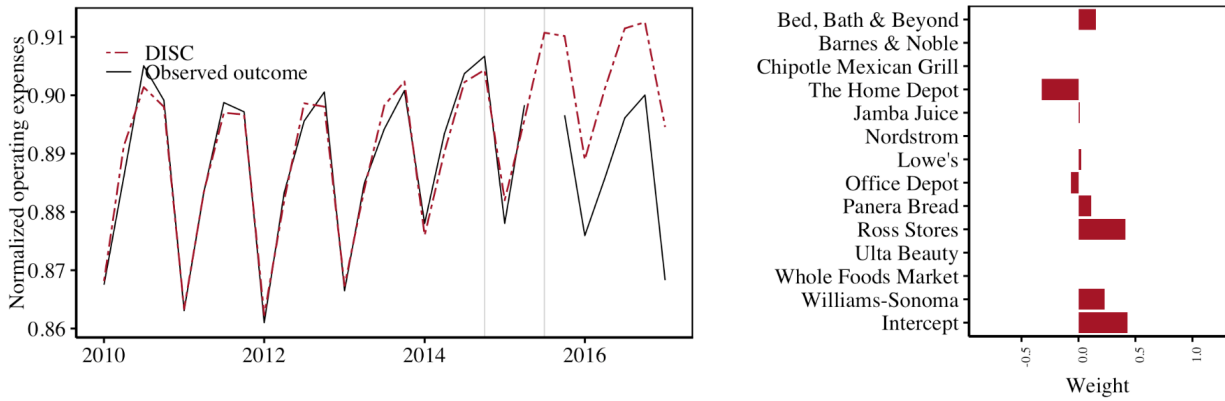 Normalized operating expenses
0.91
0.90
0.89
0.88
0.87
0.86
DISC
Observed outcome
2010
2012
2014
2016
Bed, Bath & Beyond
Barnes & Noble
Chipotle Mexican Grill
The Home Depot
Jamba Juice
Nordstrom
Lowe's
Office Depot
Panera Bread
Ross Stores
Ulta Beauty
Whole Foods Market
Williams-Sonoma
Intercept
-0.5
0.0
0.5
1.0
Weight